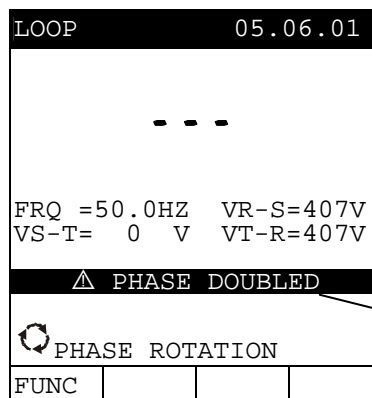 LOOP 05.06.01
- - -
FRQ =50.0HZ VR-S=407V
VS-T= 0 V VT-R=407V
⚠ PHASE DOUBLED
PHASE ROTATION
FUNC